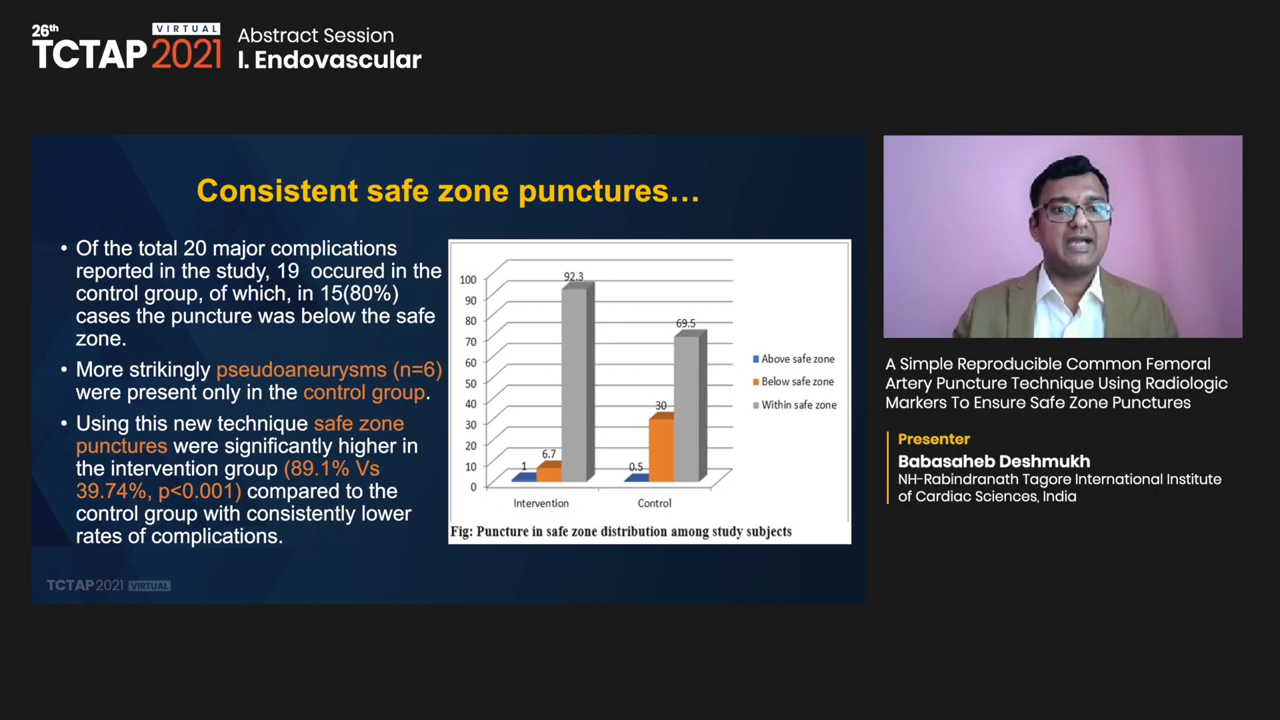 26th
VIRTUAL
TCTAP 2021
Abstract Session
I. Endovascular
Consistent safe zone punctures…
• Of the total 20 major complications
reported in the study, 19 occured in the
control group, of which, in 15(80%)
cases the puncture was below the safe
zone.
• More strikingly pseudoaneurysms (n=6)
were present only in the control group.
• Using this new technique safe zone
punctures were significantly higher in
the intervention group (89.1% Vs
39.74%, p<0.001) compared to the
control group with consistently lower
rates of complications.
100
90
80
70
60
50
40
30
20
10
0
1
6.7
92.3
0.5
30
69.5
Intervention
Control
Above safe zone
Below safe zone
Within safe zone
Fig: Puncture in safe zone distribution among study subjects
TCTAP2021 VIRTUAL
A Simple Reproducible Common Femoral
Artery Puncture Technique Using Radiologic
Markers To Ensure Safe Zone Punctures
Presenter
Babasaheb Deshmukh
NH-Rabindranath Tagore International Institute
of Cardiac Sciences, India